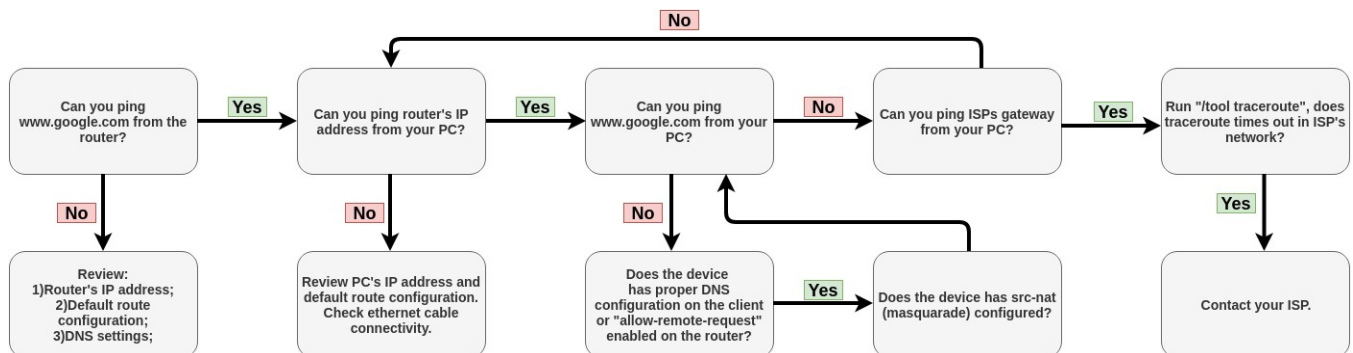 No
Can you ping
www.google.com from the
router?
Yes
Can you ping router's IP
address from your PC?
Yes
Can you ping
www.google.com from your
PC?
No
Can you ping ISPs gateway
from your PC?
Yes
Run "/tool traceroute", does
traceroute times out in ISP's
network?
No
No
No
Yes
Review:
1)Router's IP address;
2)Default route
configuration;
3)DNS settings;
Review PC's IP address and
default route configuration.
Check ethernet cable
connectivity.
Does the device
has proper DNS
configuration on the client
or "allow-remote-request"
enabled on the router?
Yes
Does the device has src-nat
(masquarade) configured?
Contact your ISP.